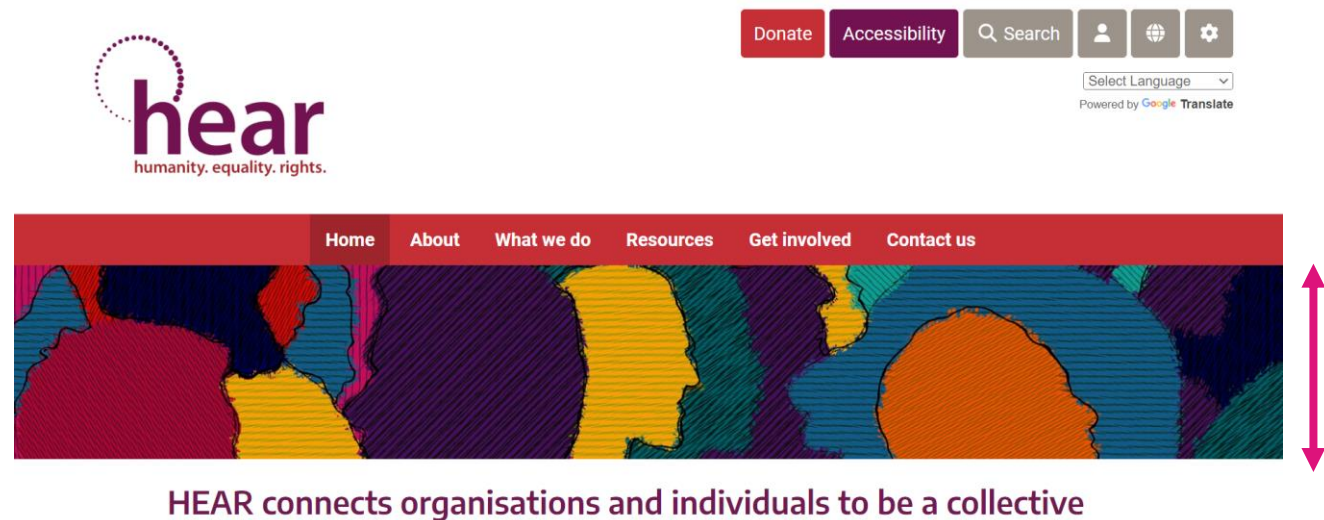 Donate Accessibility Search
Select Language
Powered by Google Translate
hear
humanity. equality. rights.
Home About What we do Resources Get involved Contact us
HEAR connects organisations and individuals to be a collective